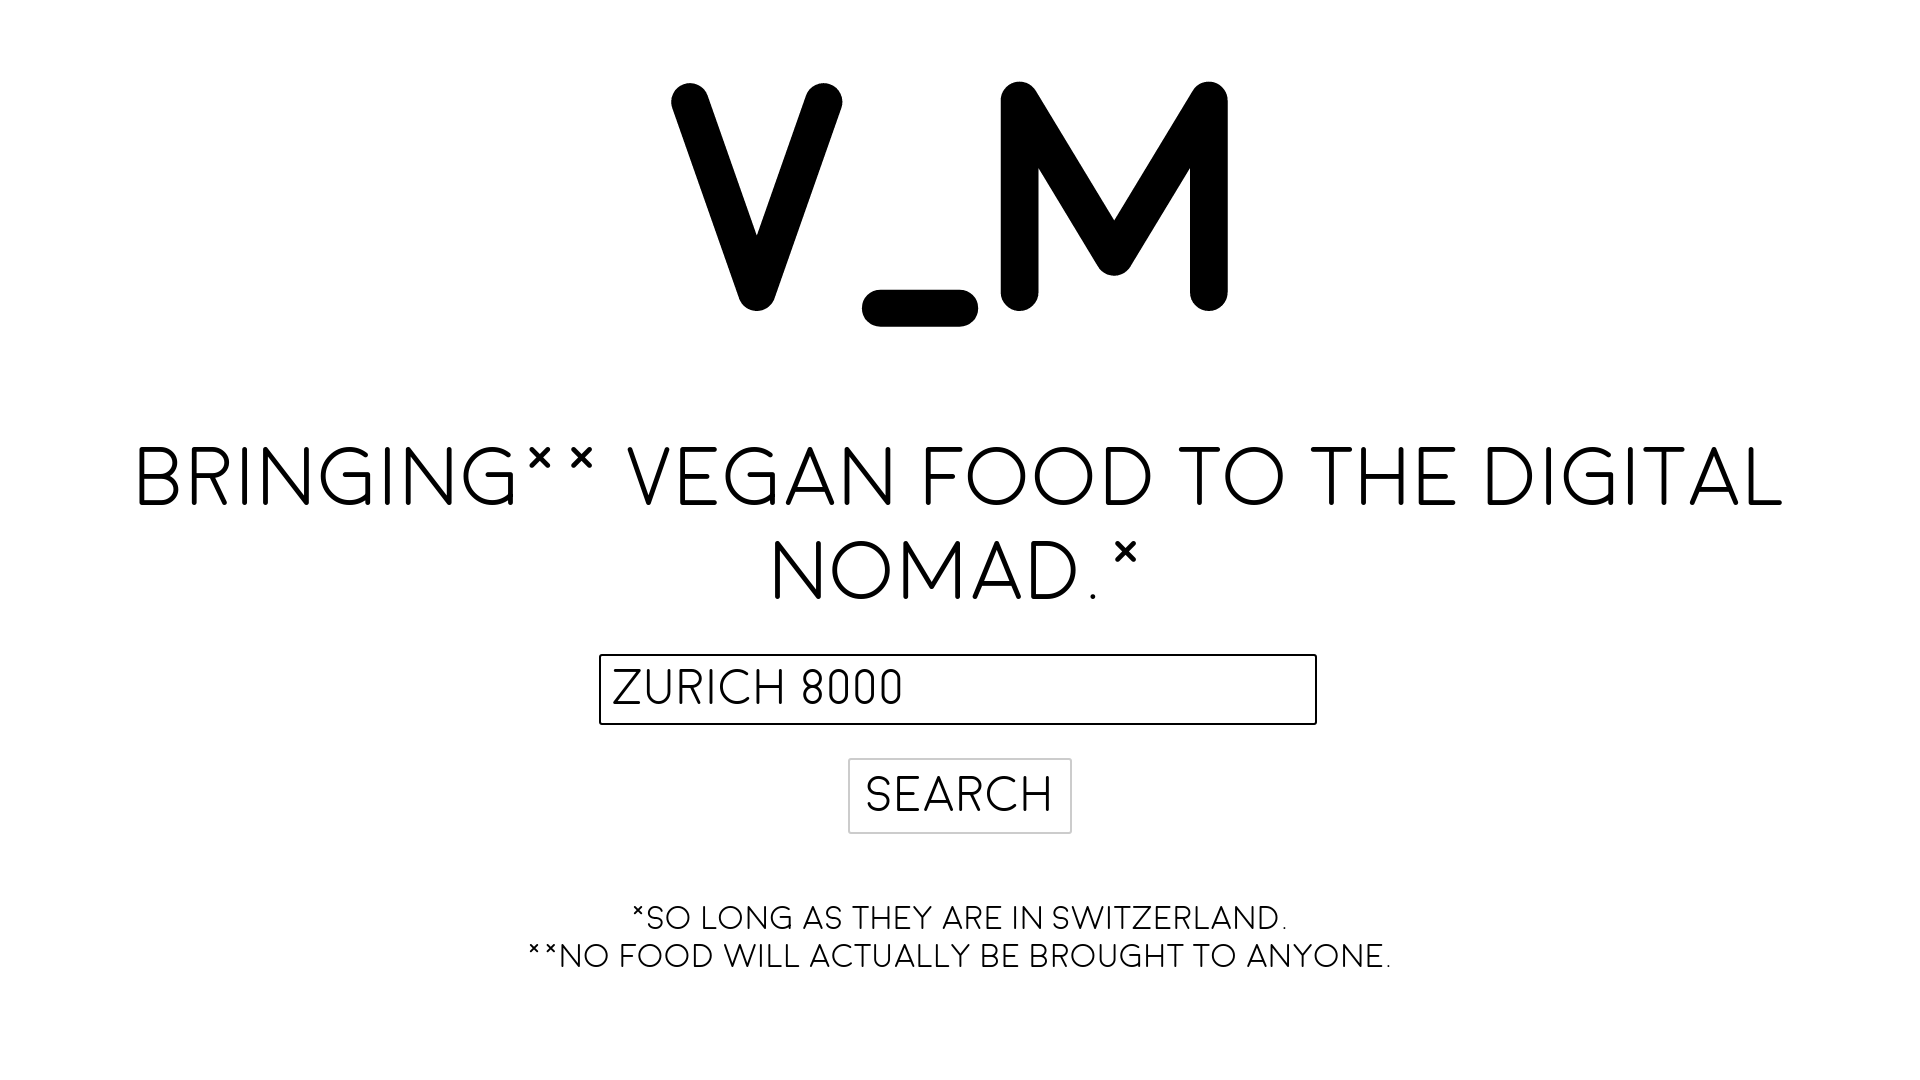 V_M
BRINGING** VEGAN FOOD TO THE DIGITAL
NOMAD.*
ZURICH 8000
SEARCH
*SO LONG AS THEY ARE IN SWITZERLAND.
**NO FOOD WILL ACTUALLY BE BROUGHT TO ANYONE.